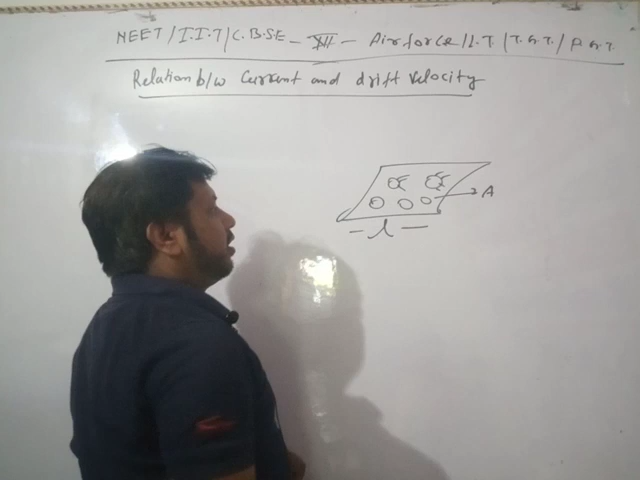 NEET/I.I.T/C.B.S.E - XII - Airforce/L.T./T.G.T./P.G.T.
Relation b/w Current and drift velocity
A
- l -